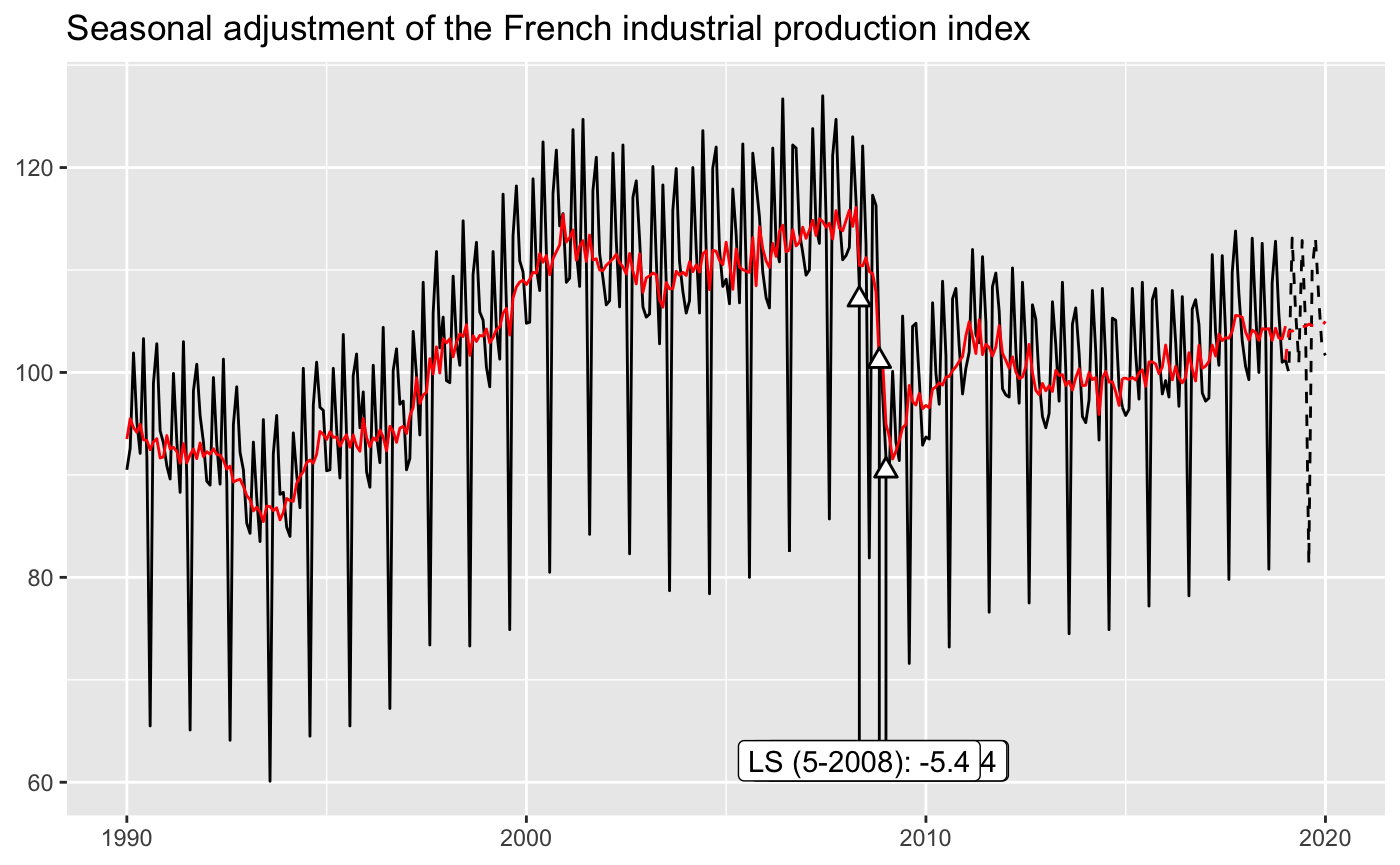 Seasonal adjustment of the French industrial production index
120
100
80
60
LS (5-2008): -5.4 4
1990 2000 2010 2020